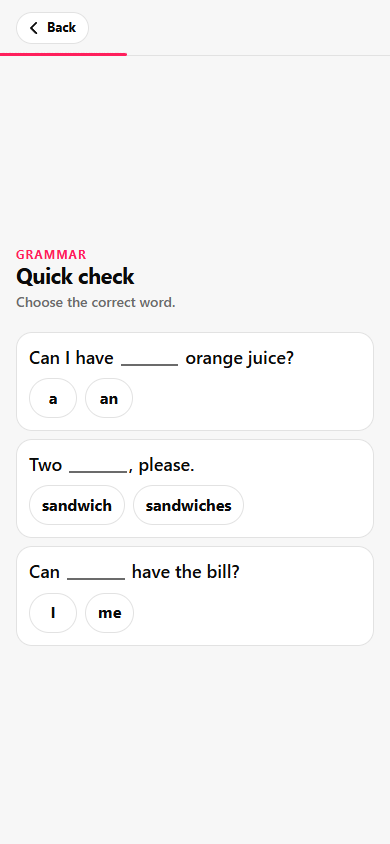 Back
GRAMMAR
Quick check
Choose the correct word.
Can I have _______ orange juice?
a an
Two _______, please.
sandwich sandwiches
Can _______ have the bill?
I me